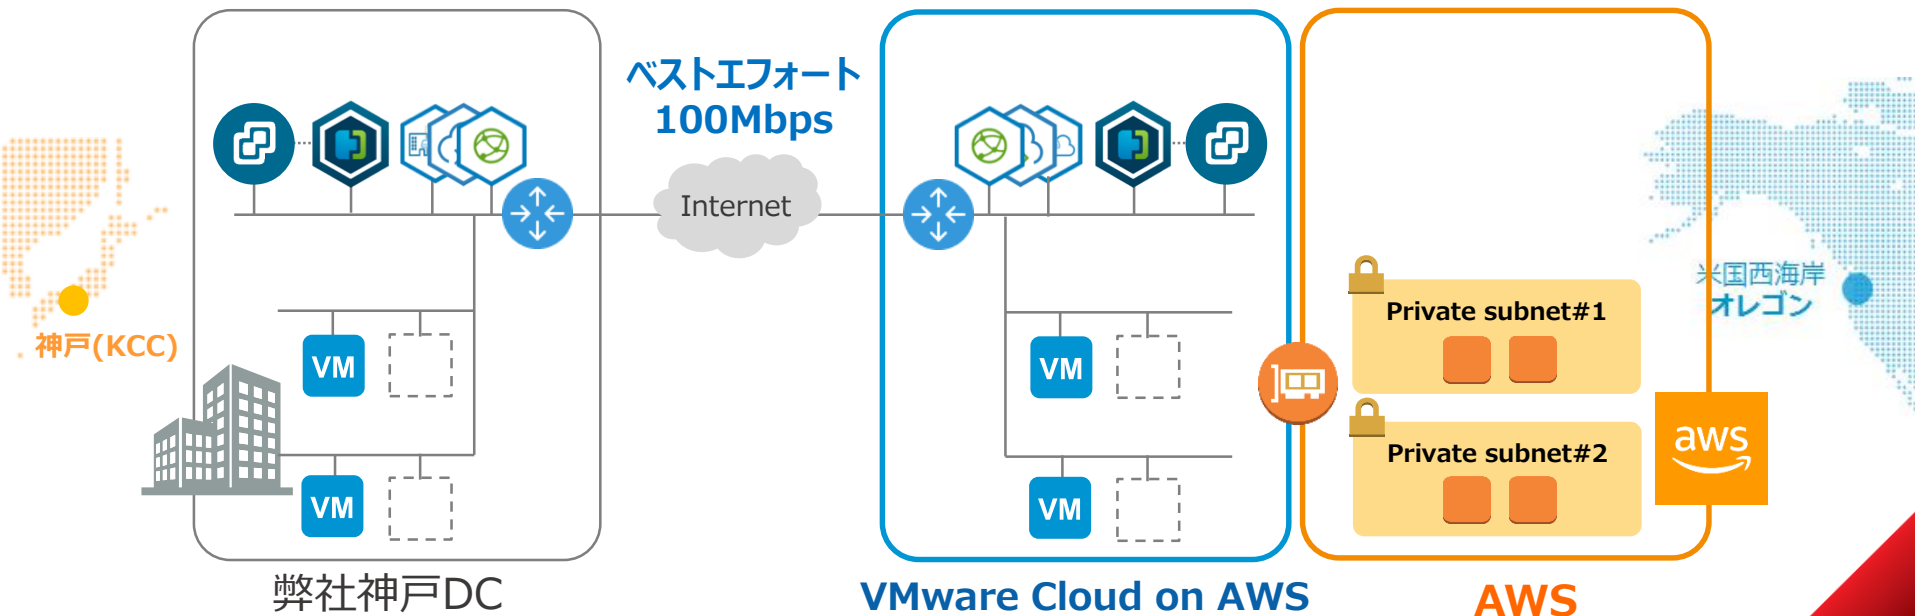 ベストエフォート
100Mbps
Internet
神戸(KCC)
VM
VM
弊社神戸DC
VM
VM
VMware Cloud on AWS
Private subnet#1
Private subnet#2
AWS
aws
米国西海岸
オレゴン